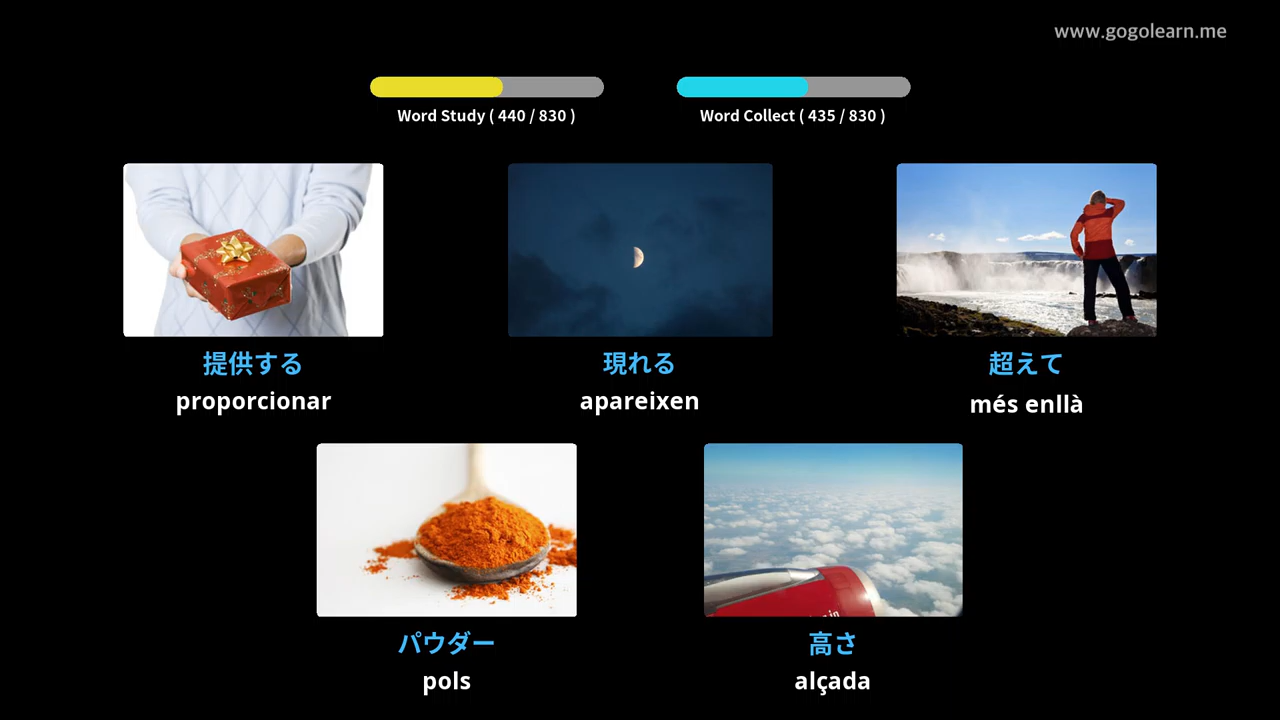 www.gogolearn.me
Word Study ( 440 / 830 )
Word Collect ( 435 / 830 )
提供する
proporcionar
現れる
apareixen
超えて
més enllà
パウダー
pols
高さ
alçada